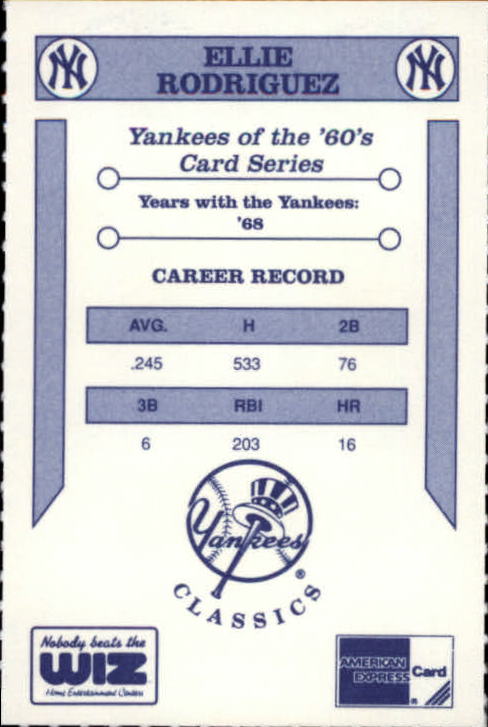 ELLIE
RODRIGUEZ
Yankees of the '60's
Card Series
Years with the Yankees:
'68
CAREER RECORD
AVG. H 2B
.245 533 76
3B RBI HR
6 203 16
Yankees
®
CLASSICS
Nobody beats the
WIZ
Home Entertainment Centers
AMERICAN
EXPRESS
®
Card